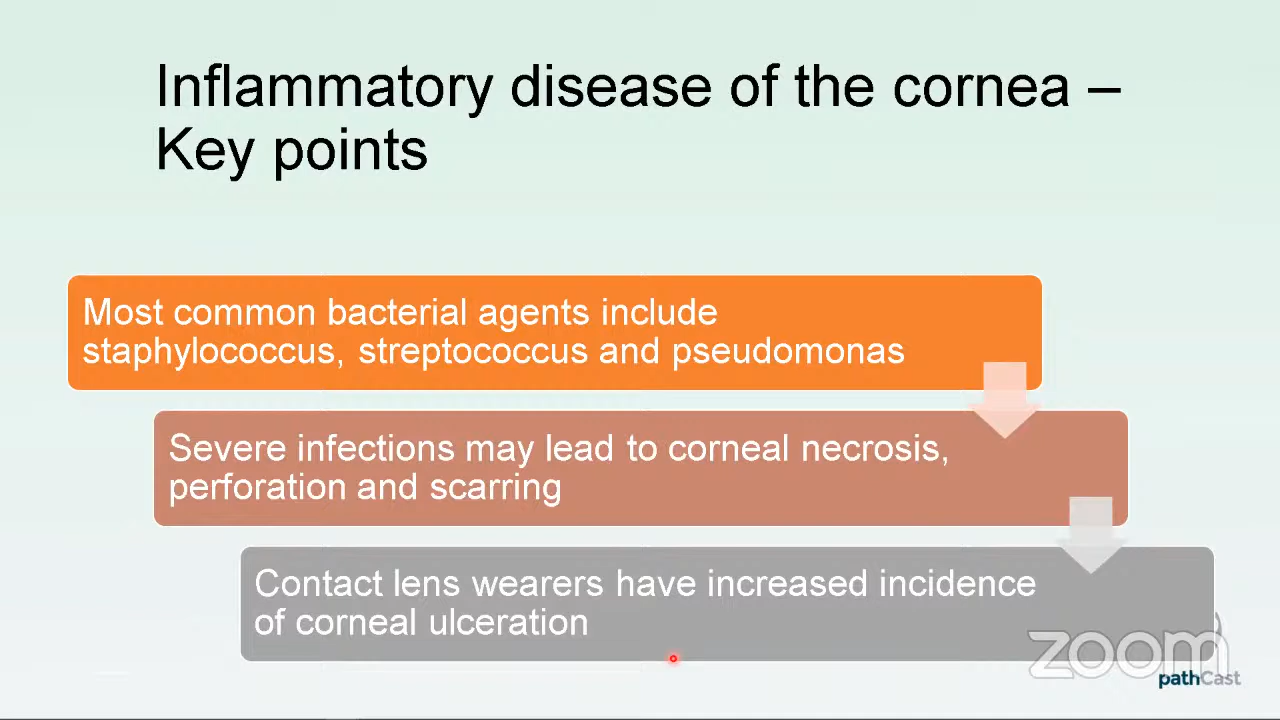 Inflammatory disease of the cornea –
Key points
Most common bacterial agents include
staphylococcus, streptococcus and pseudomonas
Severe infections may lead to corneal necrosis,
perforation and scarring
Contact lens wearers have increased incidence
of corneal ulceration
zoom
pathCast